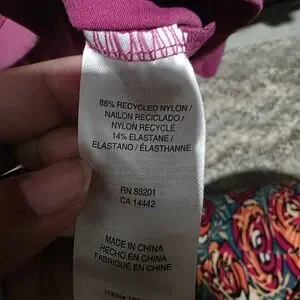 86% RECYCLED NYLON /
NAILON RECICLADO /
NYLON RECYCLÉ
14% ELASTANE /
ELASTANO / ÉLASTHANNE
RN 88201
CA 14442
MADE IN CHINA
HECHO EN CHINA
FABRIQUÉ EN CHINE